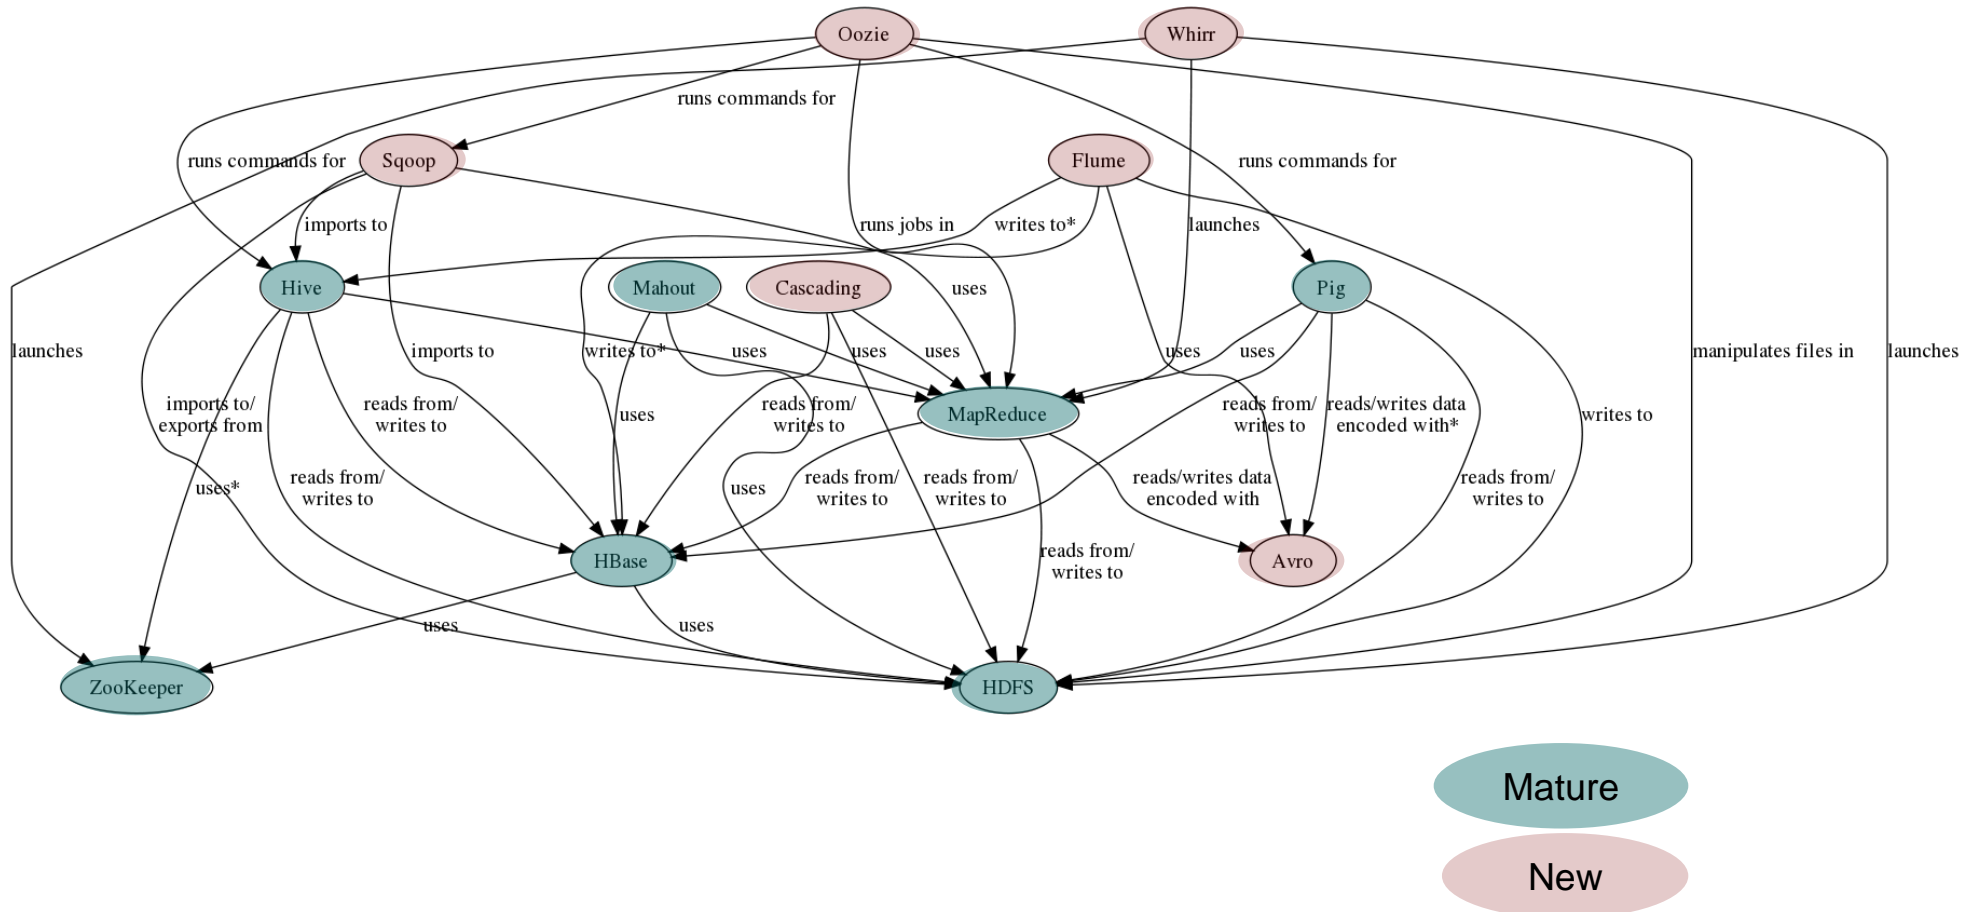 Oozie
Whirr
runs commands for
runs commands for
Sqoop
Flume
runs commands for
imports to
runs jobs in
writes to*
launches
Hive
Mahout
Cascading
uses
Pig
launches
imports to
writes to*
uses
uses
uses
uses
uses
manipulates files in
launches
imports to/
exports from
reads from/
writes to
uses
reads from/
writes to
MapReduce
reads from/
writes to
reads/writes data
encoded with*
writes to
uses*
reads from/
writes to
uses
reads from/
writes to
reads from/
writes to
reads/writes data
encoded with
reads from/
writes to
HBase
reads from/
writes to
Avro
uses
uses
ZooKeeper
HDFS
Mature
New